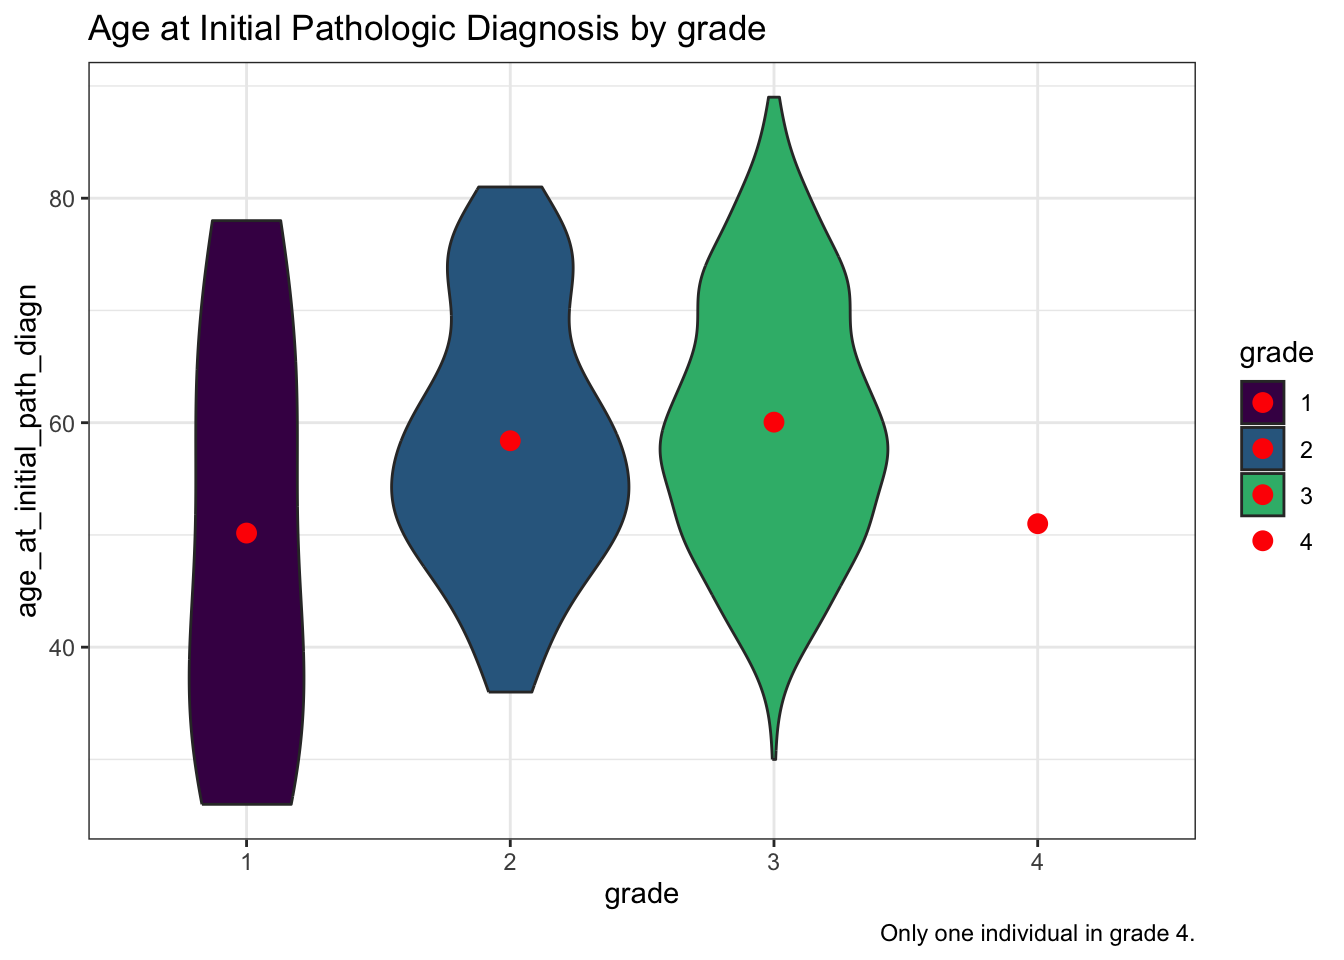 Age at Initial Pathologic Diagnosis by grade
age_at_initial_path_diagn
80
60
40
1
2
3
4
grade
grade
1
2
3
4
Only one individual in grade 4.